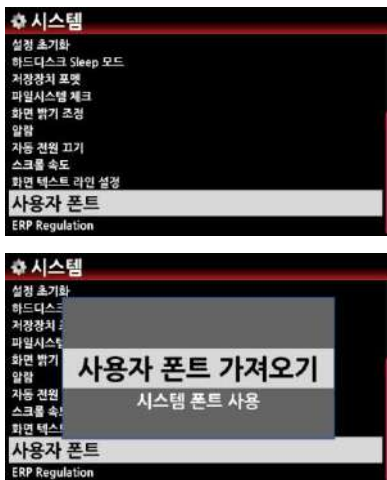 시스템
설정 초기화
하드디스크 Sleep 모드
저장장치 포멧
파일시스템 체크
화면 밝기 조정
알람
자동 전원 끄기
스크롤 속도
화면 텍스트 라인 설정
사용자 폰트
ERP Regulation
시스템
설정 초기화
하드디스
저장장치
파일시스템
화면 밝기
알람
자동 전원
스크롤 속
화면 텍스
사용자 폰트 가져오기
시스템 폰트 사용
사용자 폰트
ERP Regulation